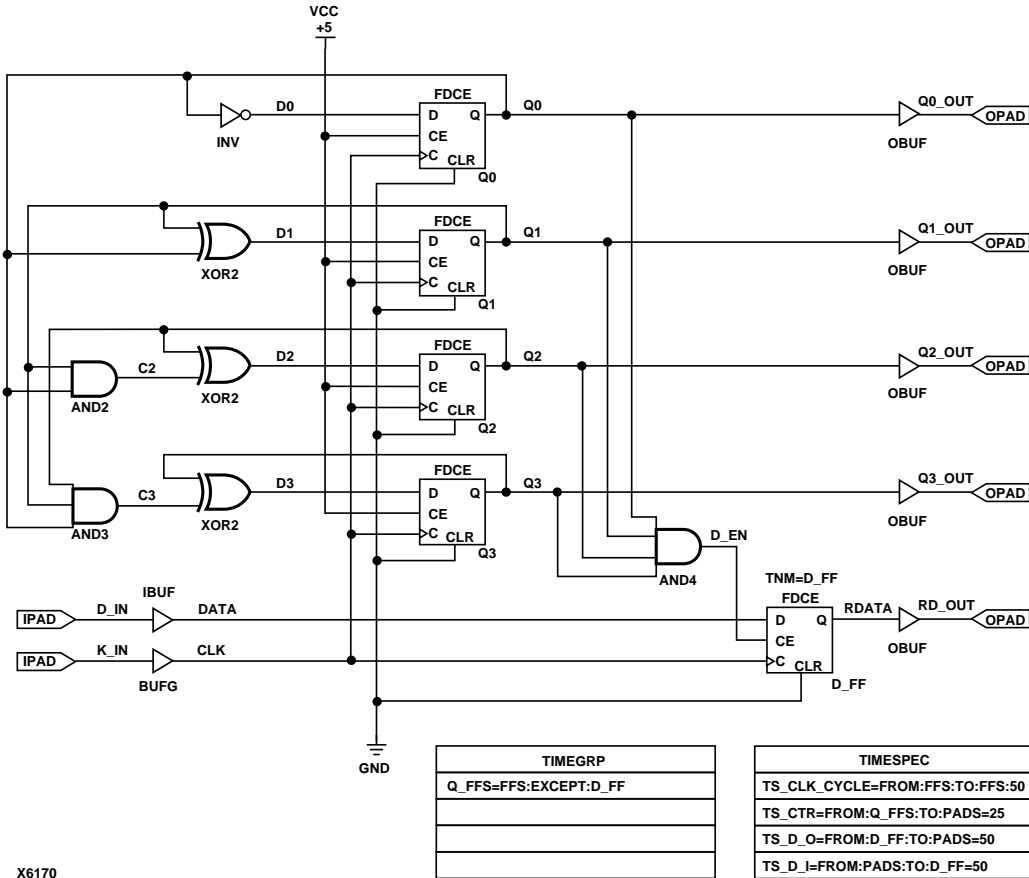 VCC
+5
FDCE
D0
D
Q
Q0
Q0_OUT
OPAD
INV
CE
C
CLR
OBUF
Q0
FDCE
D1
D
Q
Q1
Q1_OUT
OPAD
XOR2
CE
C
CLR
OBUF
Q1
FDCE
D2
D
Q
Q2
Q2_OUT
OPAD
C2
AND2
XOR2
CE
C
CLR
OBUF
Q2
FDCE
D3
D
Q
Q3
Q3_OUT
OPAD
C3
AND3
XOR2
CE
C
CLR
OBUF
Q3
D_EN
AND4
TNM=D_FF
IBUF
FDCE
IPAD
D_IN
DATA
D
Q
RDATA
RD_OUT
OPAD
CE
OBUF
IPAD
K_IN
CLK
C
CLR
BUFG
D_FF
GND
TIMEGRP
Q_FFS=FFS:EXCEPT:D_FF
TIMESPEC
TS_CLK_CYCLE=FROM:FFS:TO:FFS:50
TS_CTR=FROM:Q_FFS:TO:PADS=25
TS_D_O=FROM:D_FF:TO:PADS=50
TS_D_I=FROM:PADS:TO:D_FF=50
X6170